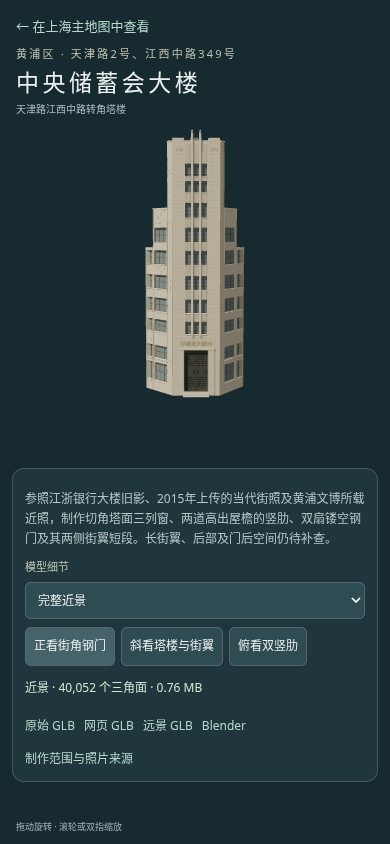 ← 在上海主地图中查看
黄浦区 · 天津路2号、江西中路349号
中央储蓄会大楼
天津路江西中路转角塔楼
参照江浙银行大楼旧影、2015年上传的当代街照及黄浦文博所载
近照，制作切角塔面三列窗、两道高出屋檐的竖肋、双扇镂空钢
门及其两侧街翼短段。长街翼、后部及门后空间仍待补查。
模型细节
完整近景
正看街角钢门 斜看塔楼与街翼 俯看双竖肋
近景 · 40,052 个三角面 · 0.76 MB
原始 GLB 网页 GLB 远景 GLB Blender
制作范围与照片来源
拖动旋转 · 滚轮或双指缩放